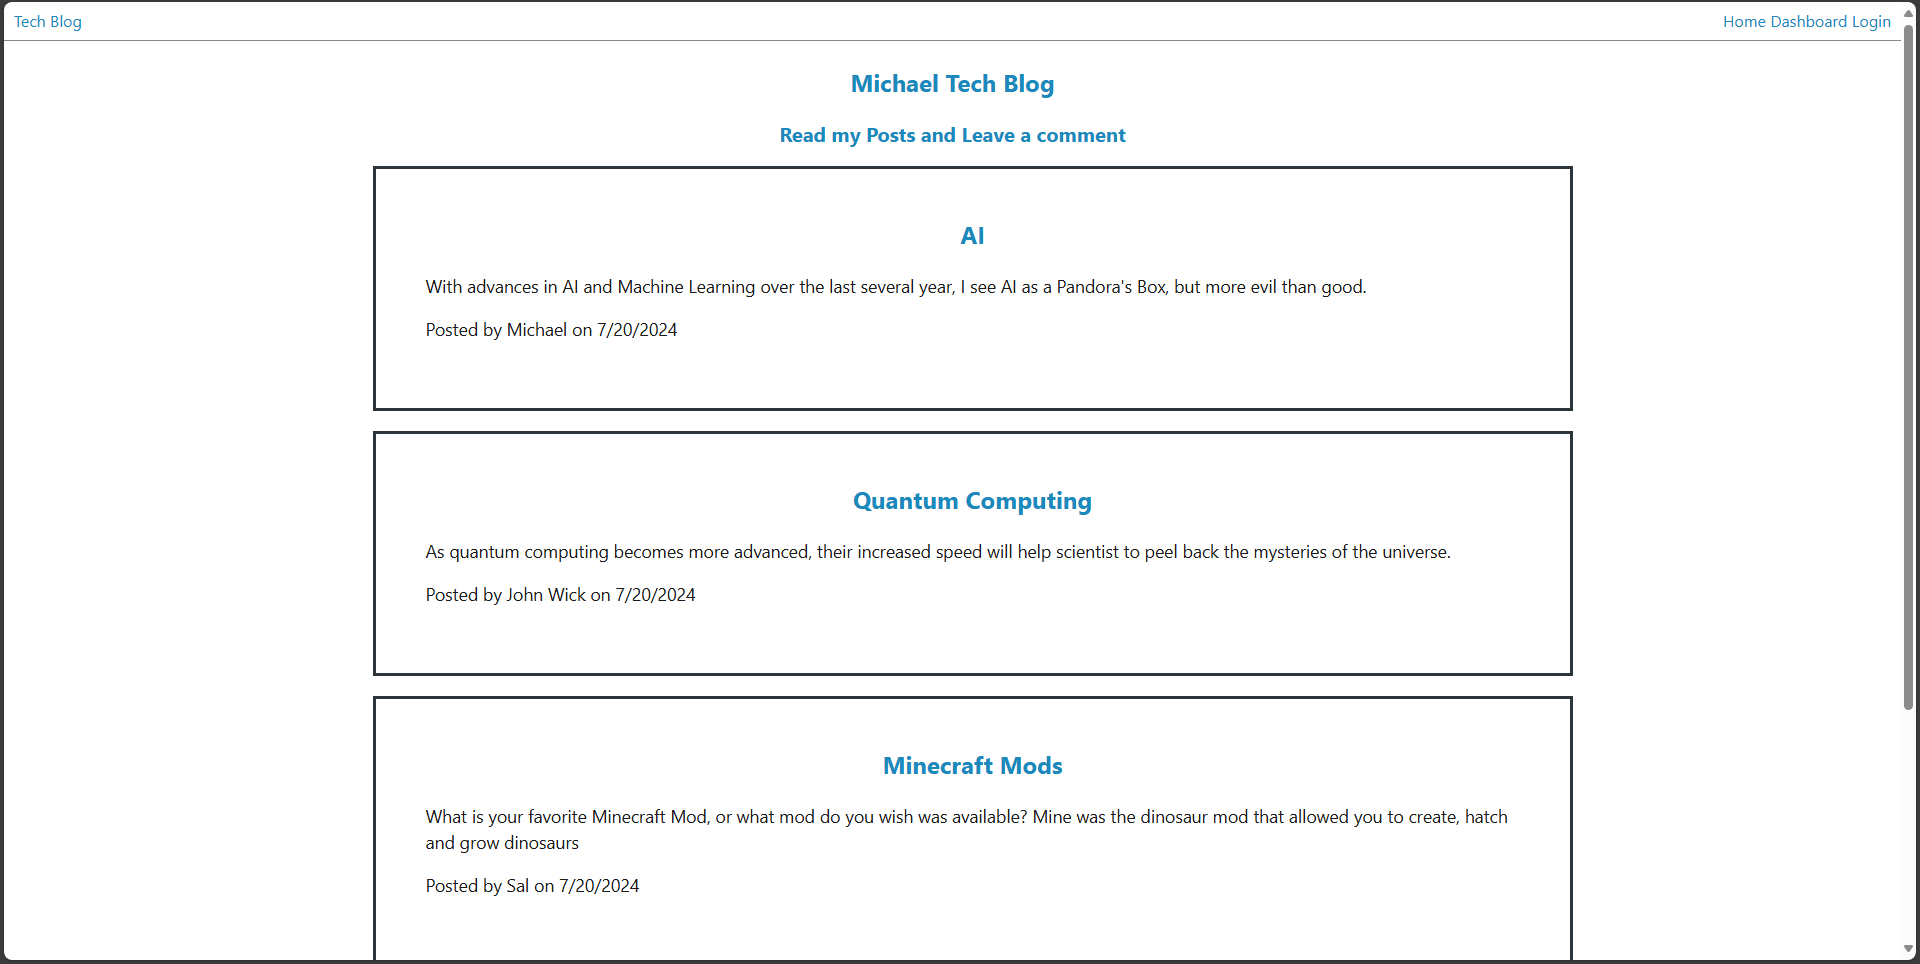 Tech Blog
Home Dashboard Login
Michael Tech Blog
Read my Posts and Leave a comment
AI
With advances in AI and Machine Learning over the last several year, I see AI as a Pandora's Box, but more evil than good.
Posted by Michael on 7/20/2024
Quantum Computing
As quantum computing becomes more advanced, their increased speed will help scientist to peel back the mysteries of the universe.
Posted by John Wick on 7/20/2024
Minecraft Mods
What is your favorite Minecraft Mod, or what mod do you wish was available? Mine was the dinosaur mod that allowed you to create, hatch
and grow dinosaurs
Posted by Sal on 7/20/2024